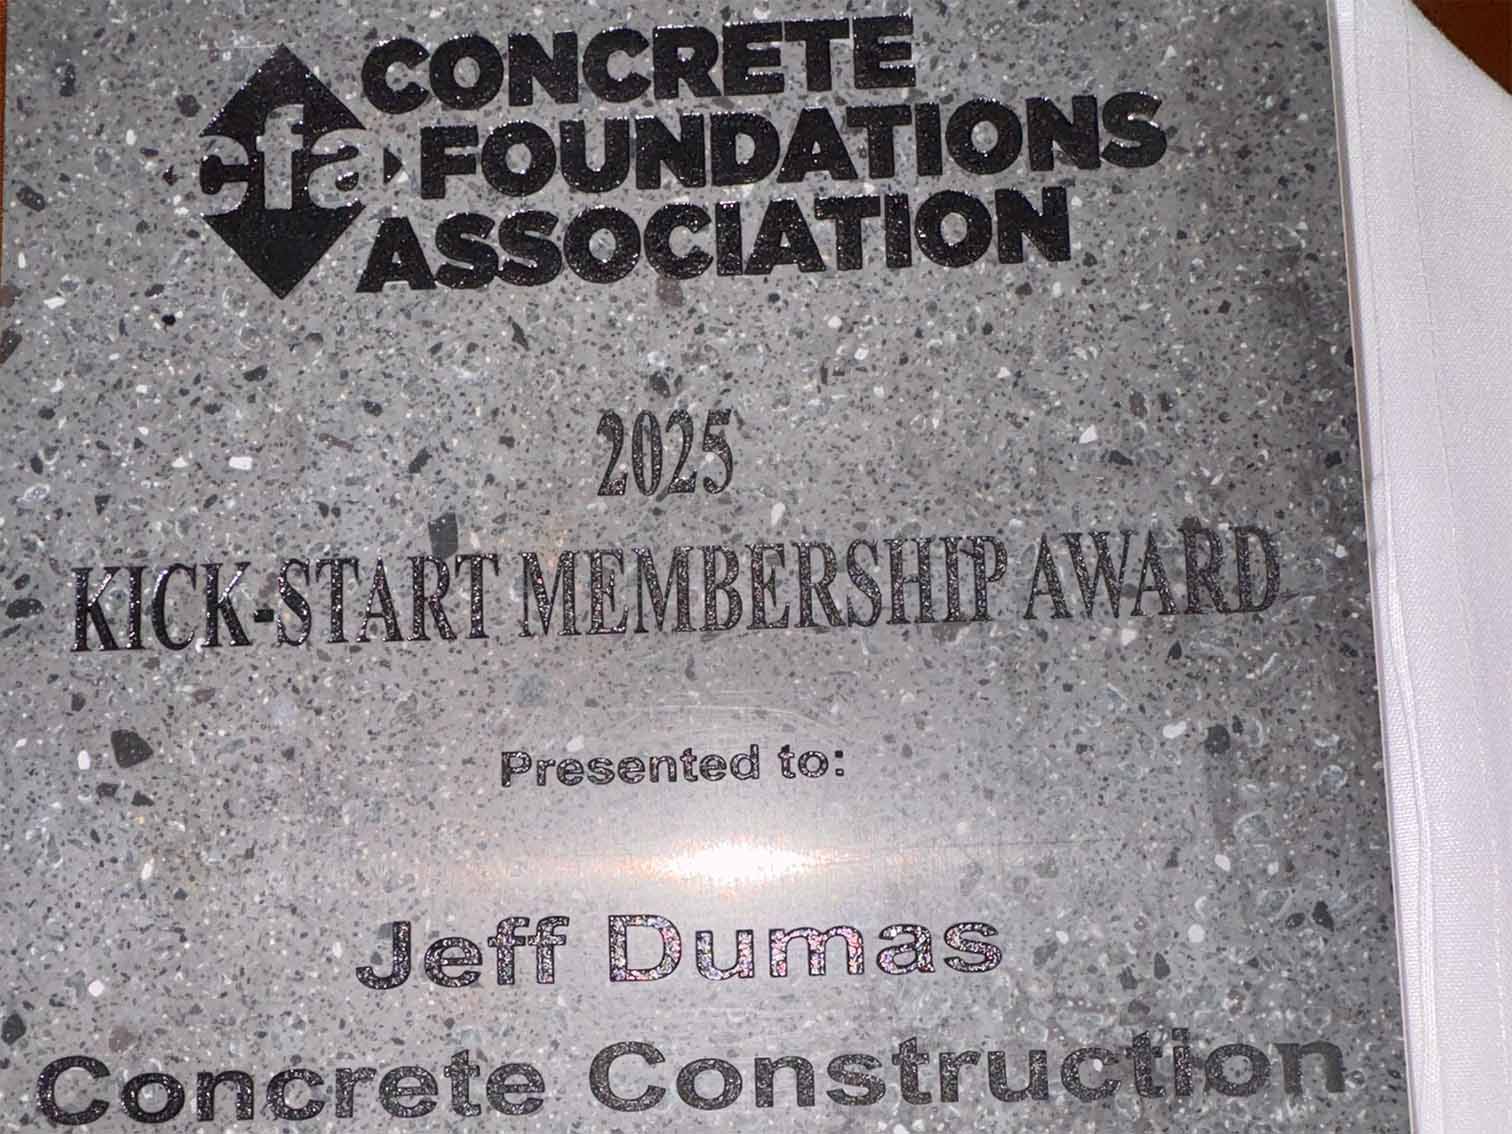 cfa
CONCRETE
FOUNDATIONS
ASSOCIATION
2025
KICK-START MEMBERSHIP AWARD
Presented to:
Jeff Dumas
Concrete Construction